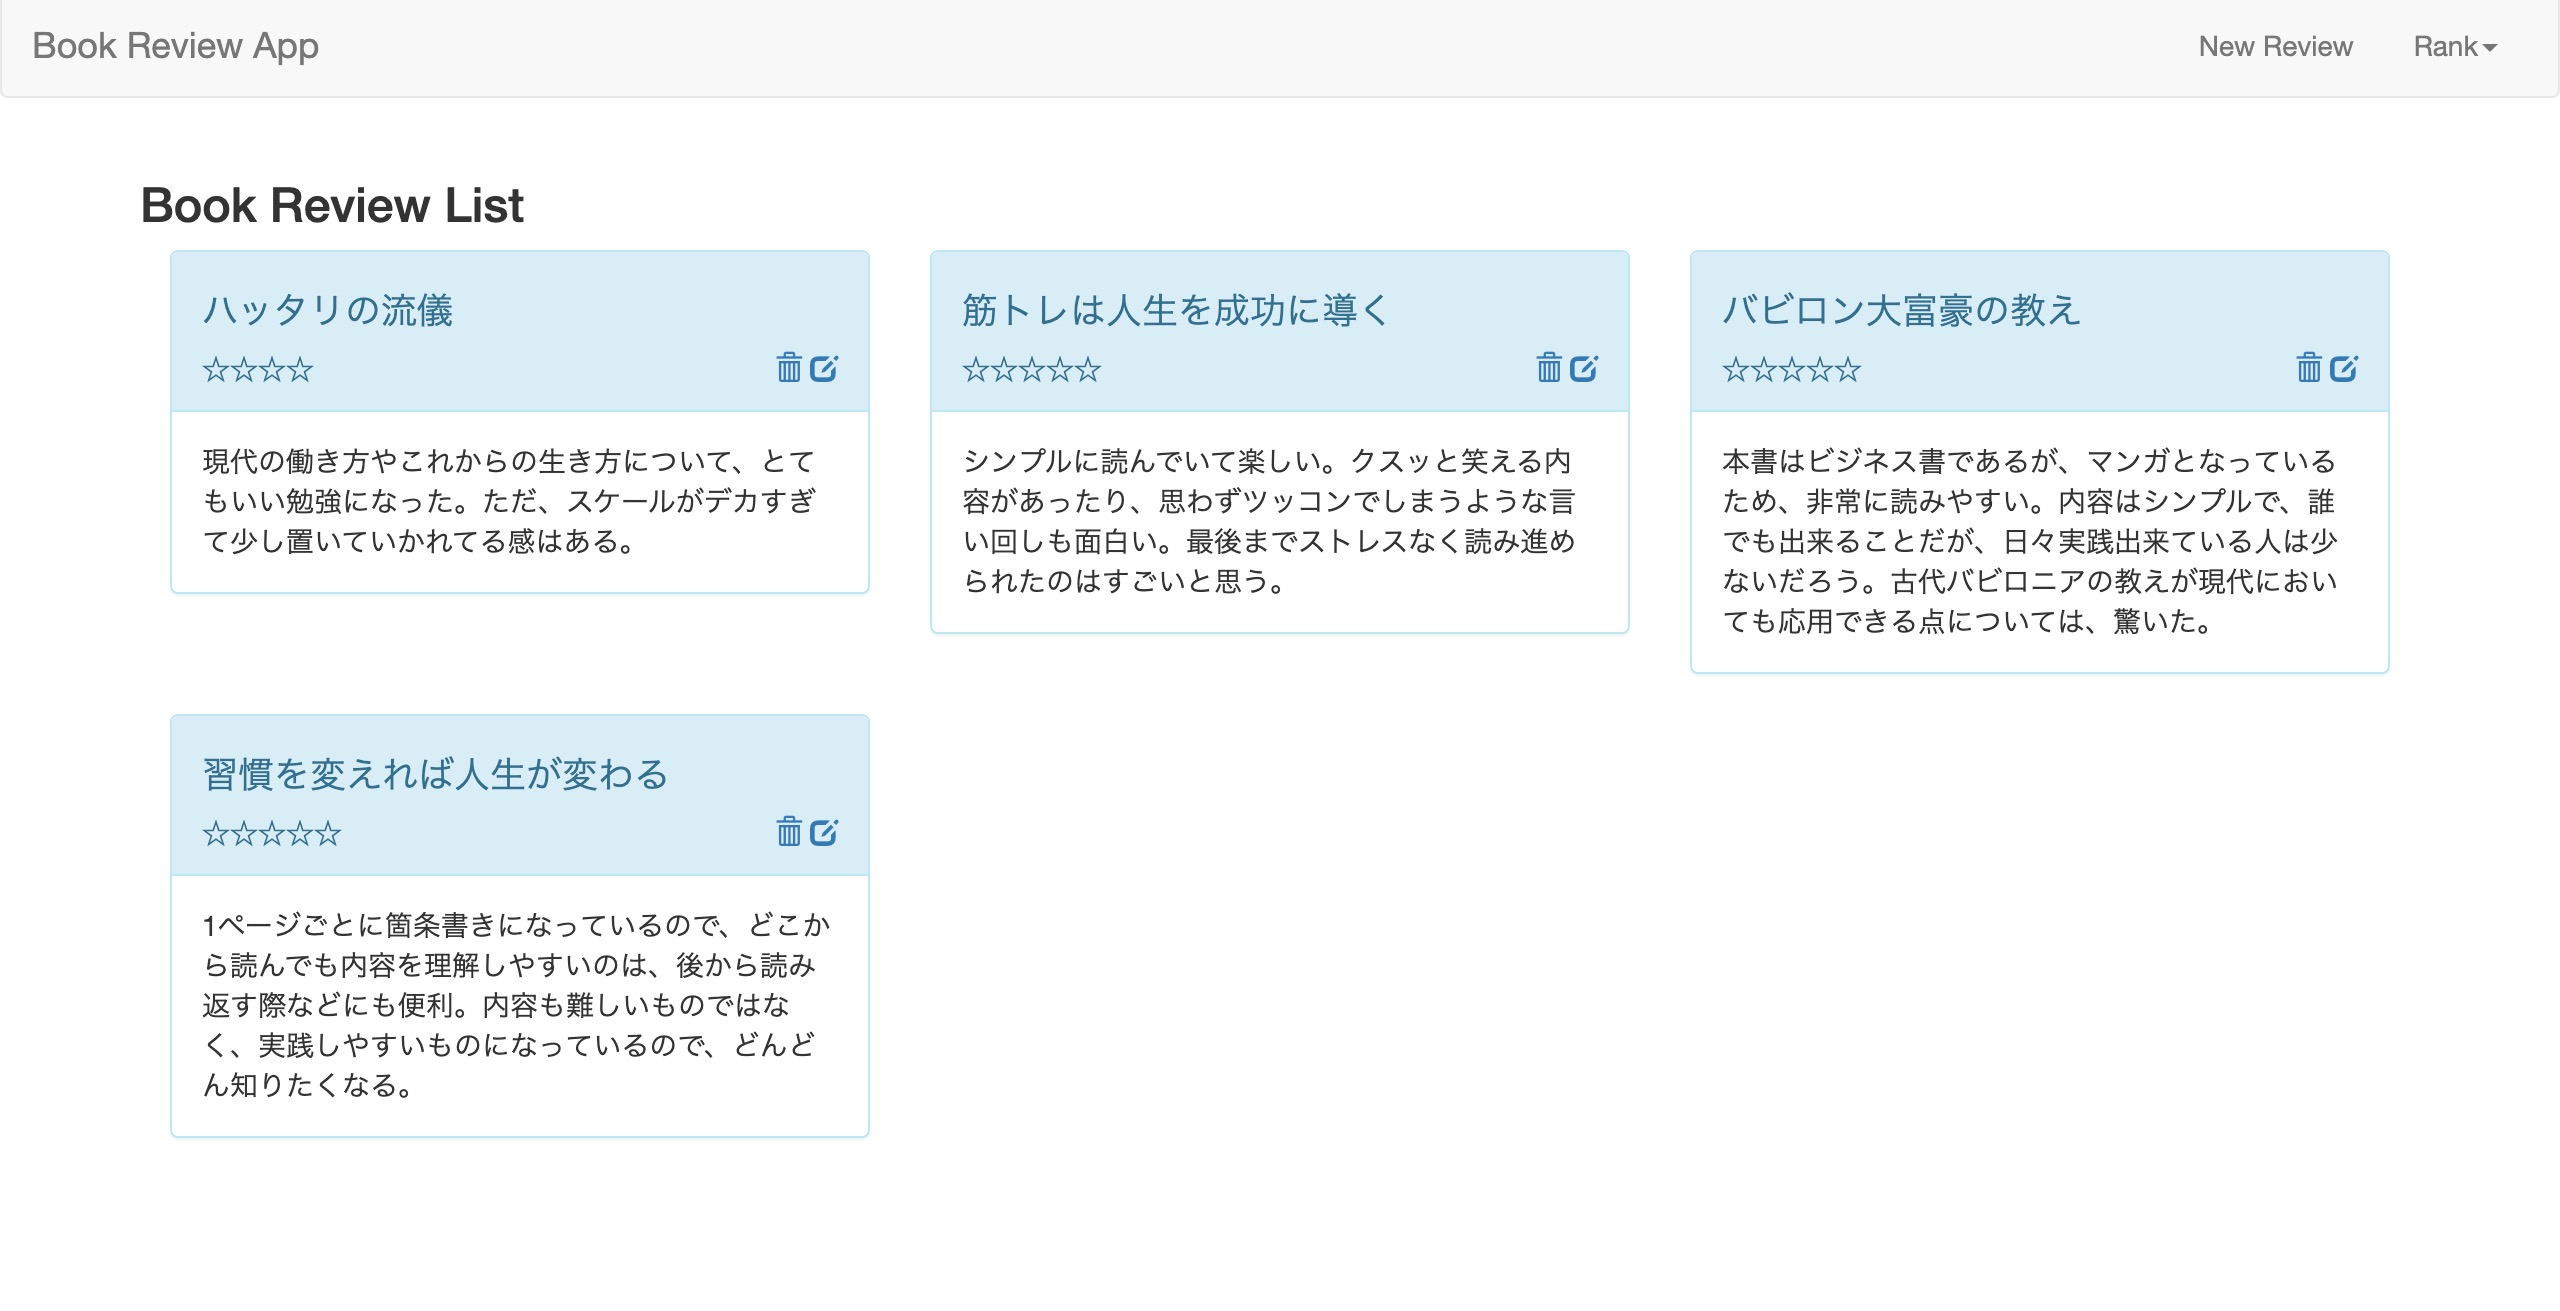 Book Review App
New Review
Rank
Book Review List
ハッタリの流儀
☆☆☆☆
現代の働き方やこれからの生き方について、とて
もいい勉強になった。ただ、スケールがデカすぎ
て少し置いていかれてる感はある。
筋トレは人生を成功に導く
☆☆☆☆☆
シンプルに読んでいて楽しい。クスッと笑える内
容があったり、思わずツッコンでしまうような言
い回しも面白い。最後までストレスなく読み進め
られたのはすごいと思う。
バビロン大富豪の教え
☆☆☆☆☆
本書はビジネス書であるが、マンガとなっている
ため、非常に読みやすい。内容はシンプルで、誰
でも出来ることだが、日々実践出来ている人は少
ないだろう。古代バビロニアの教えが現代におい
ても応用できる点については、驚いた。
習慣を変えれば人生が変わる
☆☆☆☆☆
1ページごとに箇条書きになっているので、どこか
ら読んでも内容を理解しやすいのは、後から読み
返す際などにも便利。内容も難しいものではな
く、実践しやすいものになっているので、どんど
ん知りたくなる。